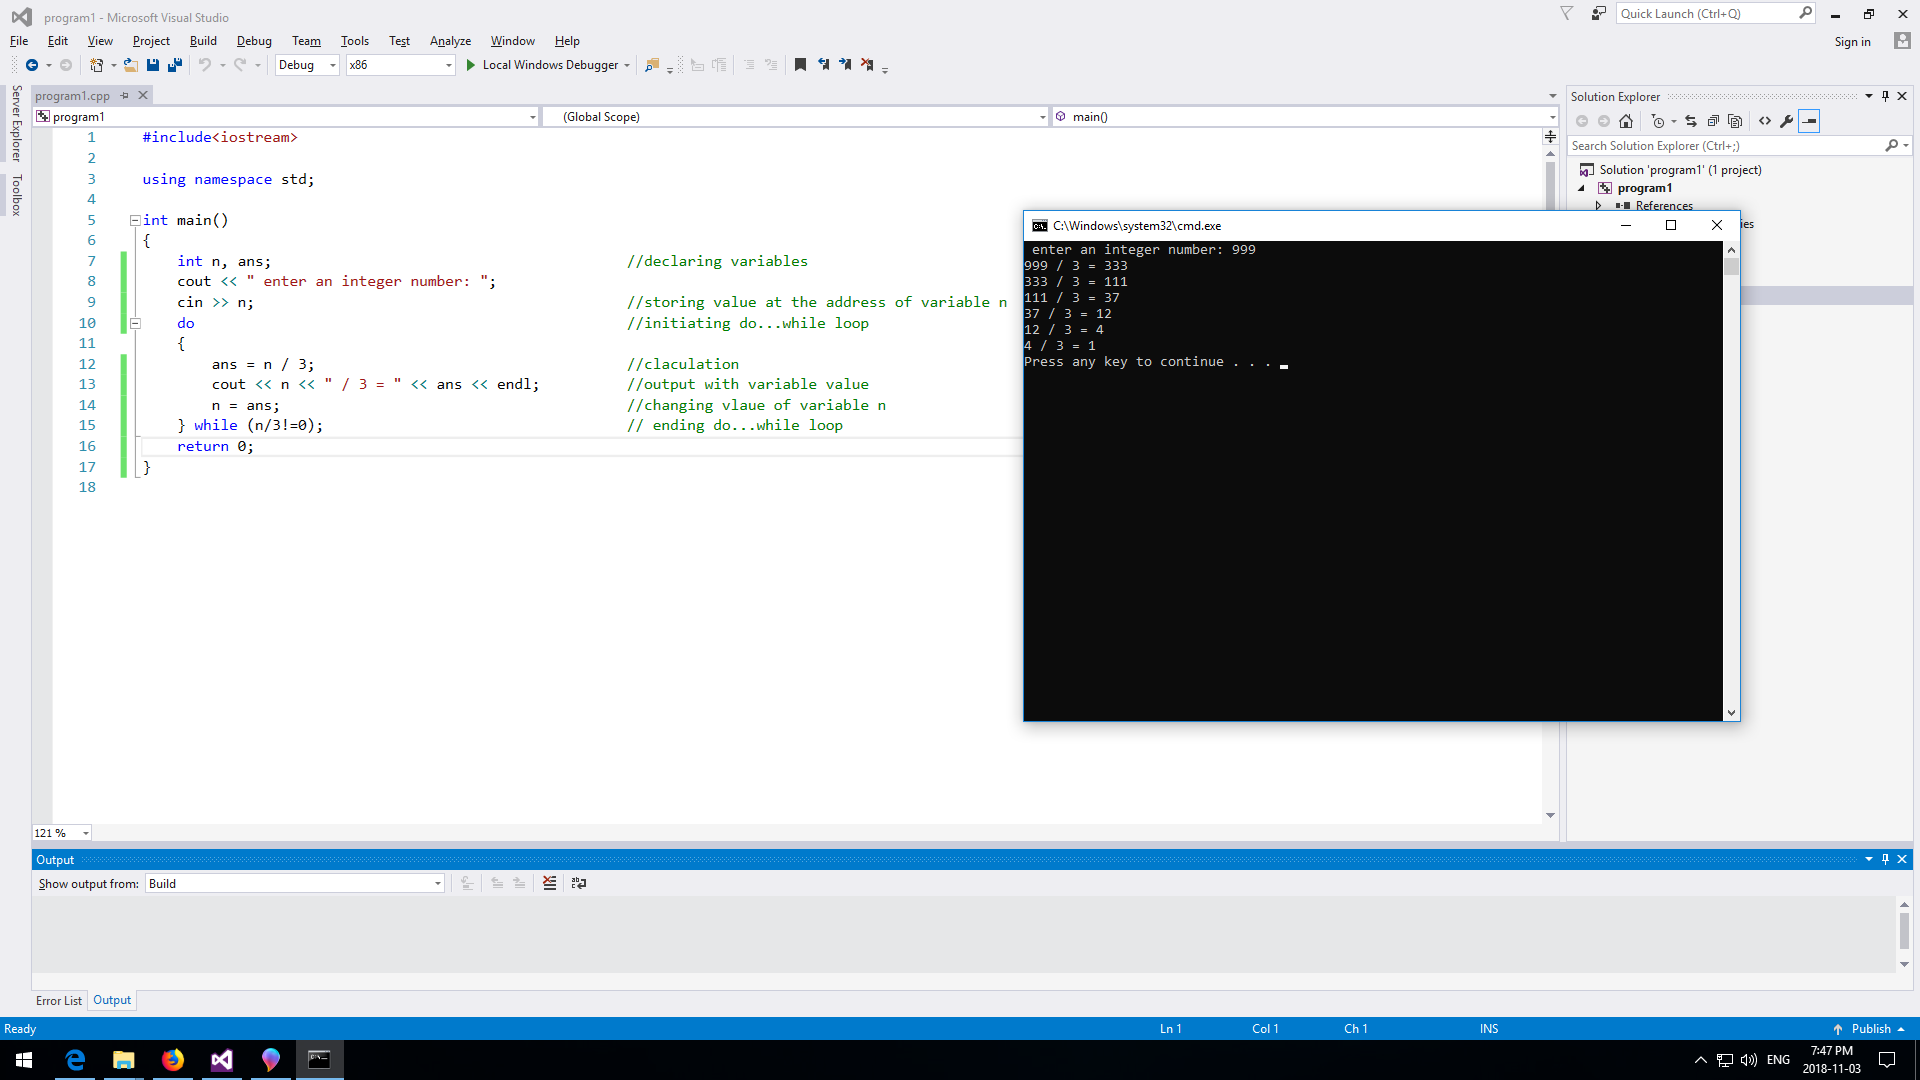 program1 - Microsoft Visual Studio
Quick Launch (Ctrl+Q)
File Edit View Project Build Debug Team Tools Test Analyze Window Help
Sign in
Debug x86 Local Windows Debugger
Server Explorer
Toolbox
program1.cpp
program1 (Global Scope) main()
1 #include<iostream>
2
3 using namespace std;
4
5 int main()
6 {
7 int n, ans; //declaring variables
8 cout << " enter an integer number: ";
9 cin >> n; //storing value at the address of variable n
10 do //initiating do...while loop
11 {
12 ans = n / 3; //claculation
13 cout << n << " / 3 = " << ans << endl; //output with variable value
14 n = ans; //changing vlaue of variable n
15 } while (n/3!=0); // ending do...while loop
16 return 0;
17 }
18
Solution Explorer
Search Solution Explorer (Ctrl+;)
Solution 'program1' (1 project)
program1
References
C:\Windows\system32\cmd.exe
enter an integer number: 999
999 / 3 = 333
333 / 3 = 111
111 / 3 = 37
37 / 3 = 12
12 / 3 = 4
4 / 3 = 1
Press any key to continue . . .
121 %
Output
Show output from: Build
Error List Output
Ready Ln 1 Col 1 Ch 1 INS Publish
ENG 7:47 PM
2018-11-03